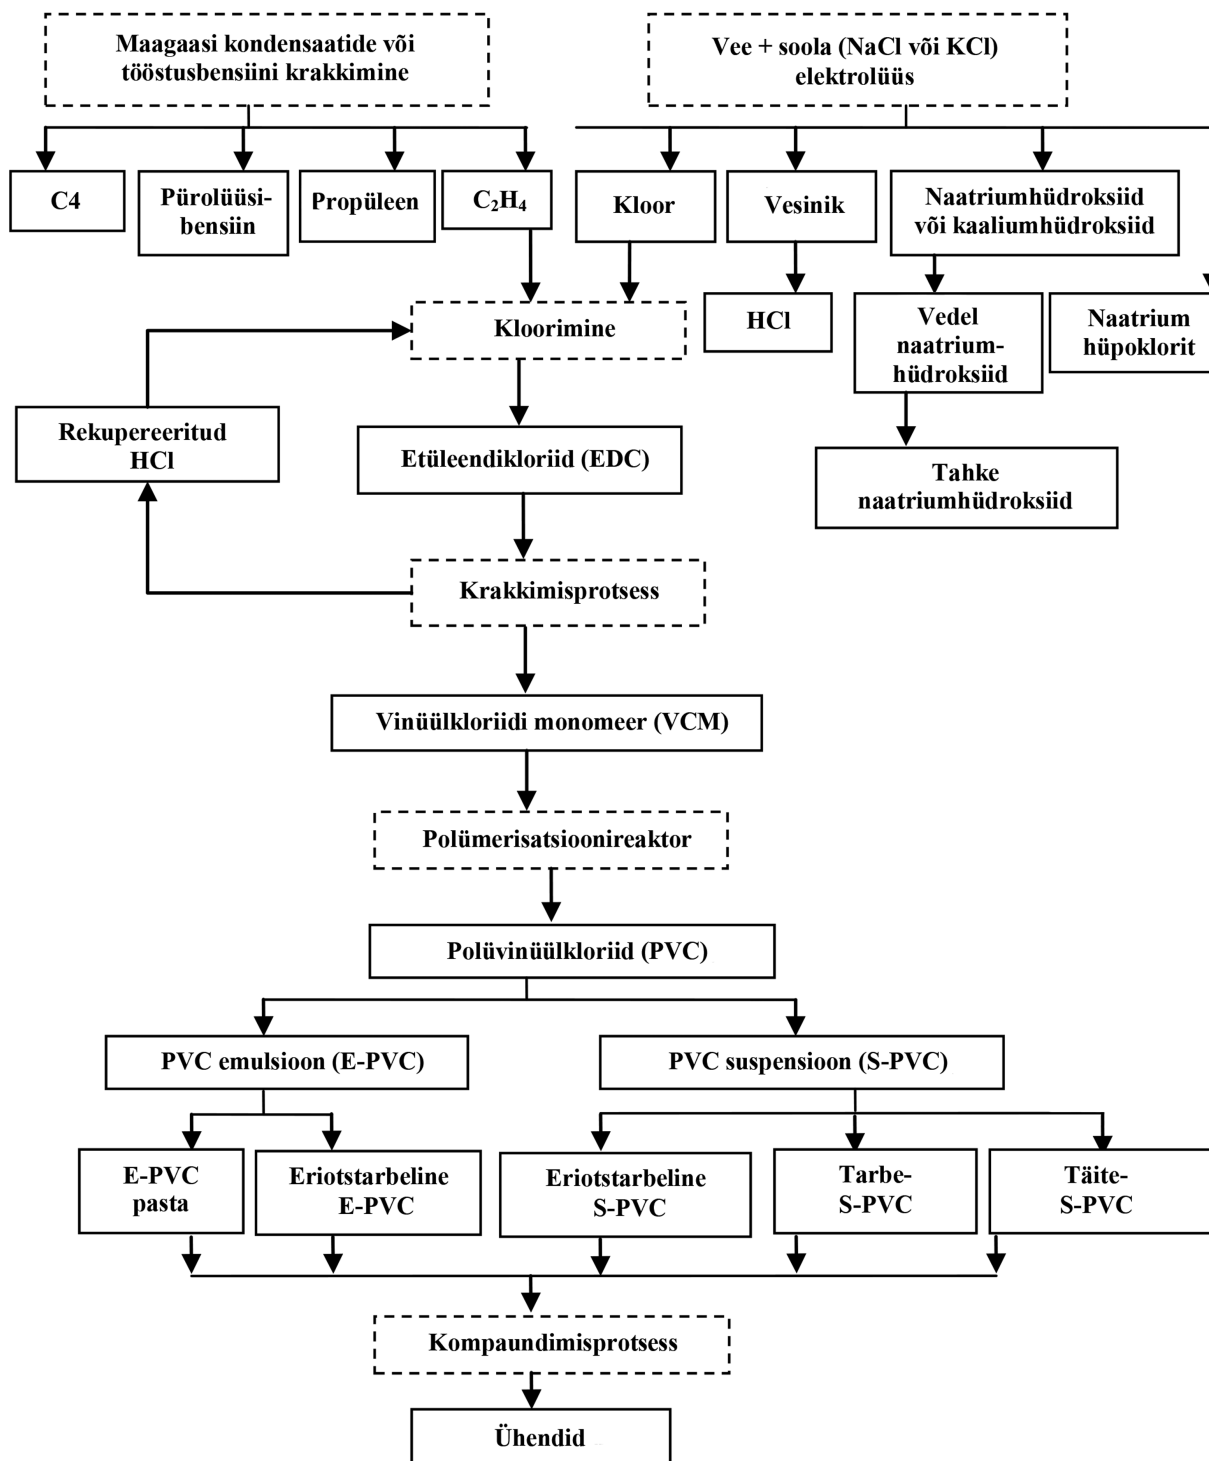 Maagaasi kondensaatide või
tööstusbensiini krakkimine
Vee + soola (NaCl või KCl)
elektrolüüs
C4
Pürolüüsi-
bensiin
Propüleen
C₂H₄
Kloor
Vesinik
Naatriumhüdroksiid
või kaaliumhüdroksiid
Kloorimine
HCl
Vedel
naatrium-
hüdroksiid
Naatrium
hüpoklorit
Rekupereeritud
HCl
Etüleendikloriid (EDC)
Tahke
naatriumhüdroksiid
Krakkimisprotsess
Vinüülkloriidi monomeer (VCM)
Polümerisatsioonireaktor
Polüvinüülkloriid (PVC)
PVC emulsioon (E-PVC)
PVC suspensioon (S-PVC)
E-PVC
pasta
Eriotstarbeline
E-PVC
Eriotstarbeline
S-PVC
Tarbe-
S-PVC
Täite-
S-PVC
Kompaundimisprotsess
Ühendid